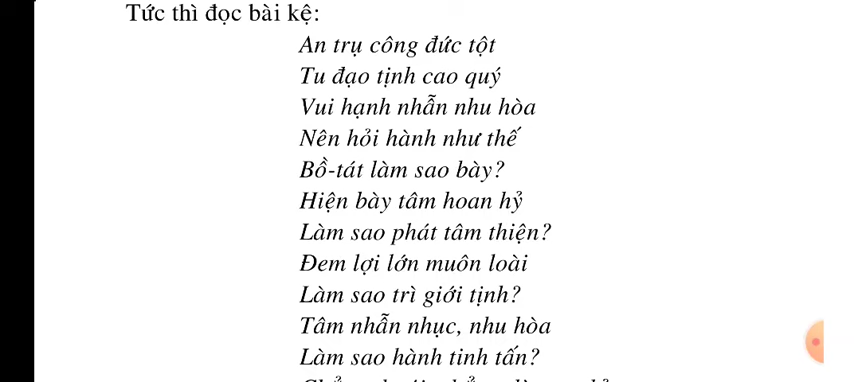 Tức thì đọc bài kệ:
An trụ công đức tột
Tu đạo tịnh cao quý
Vui hạnh nhẫn nhu hòa
Nên hỏi hành như thế
Bồ-tát làm sao bày?
Hiện bày tâm hoan hỷ
Làm sao phát tâm thiện?
Đem lợi lớn muôn loài
Làm sao trì giới tịnh?
Tâm nhẫn nhục, nhu hòa
Làm sao hành tinh tấn?